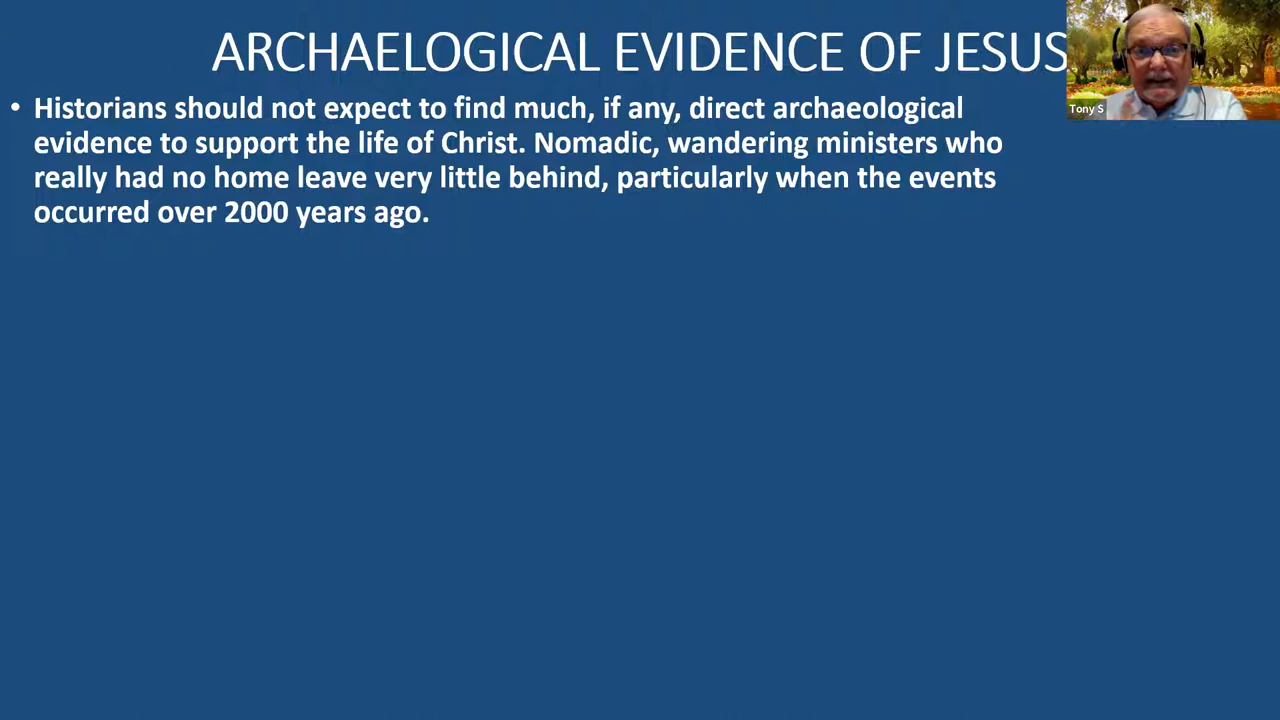 ARCHAELOGICAL EVIDENCE OF JESUS
• Historians should not expect to find much, if any, direct archaeological
evidence to support the life of Christ. Nomadic, wandering ministers who
really had no home leave very little behind, particularly when the events
occurred over 2000 years ago.
Tony S